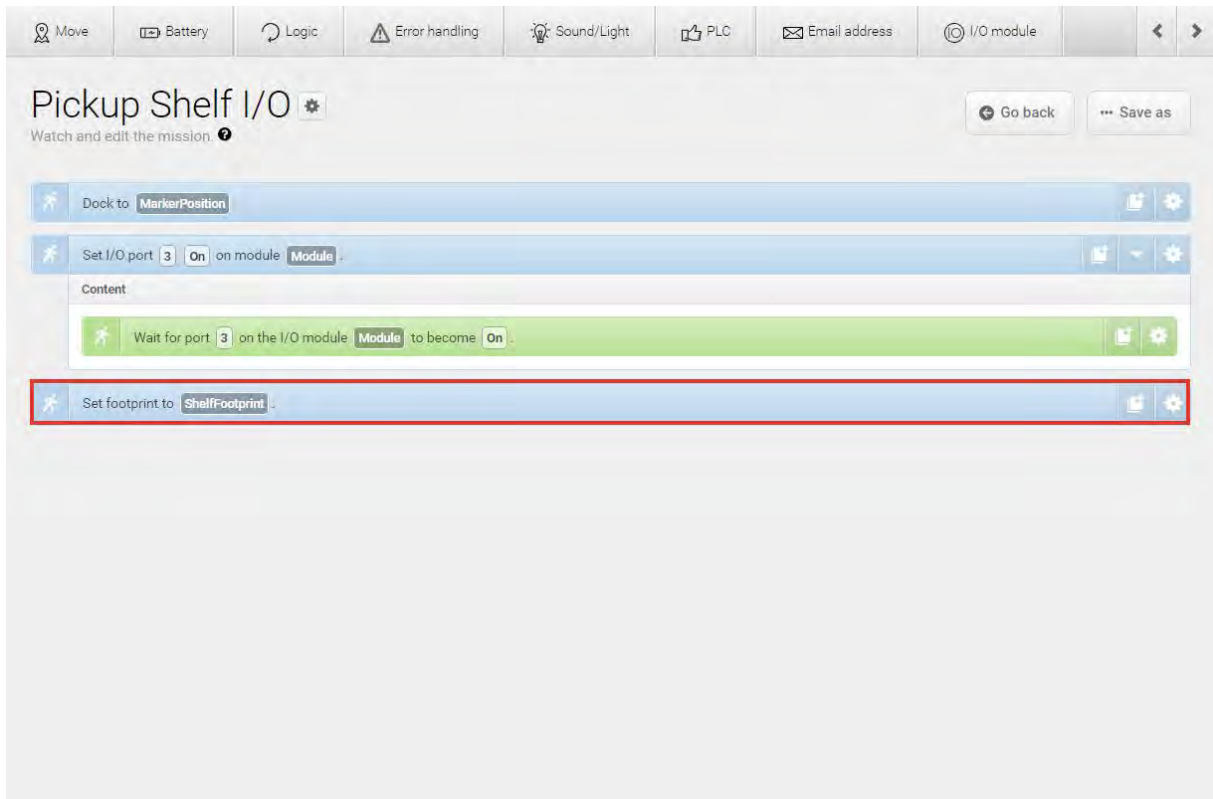 Move Battery Logic Error handling Sound/Light PLC Email address I/O module
Pickup Shelf I/O
Go back Save as
Watch and edit the mission.
Dock to MarkerPosition
Set I/O port 3 On on module Module .
Content
Wait for port 3 on the I/O module Module to become On .
Set footprint to ShelfFootprint .